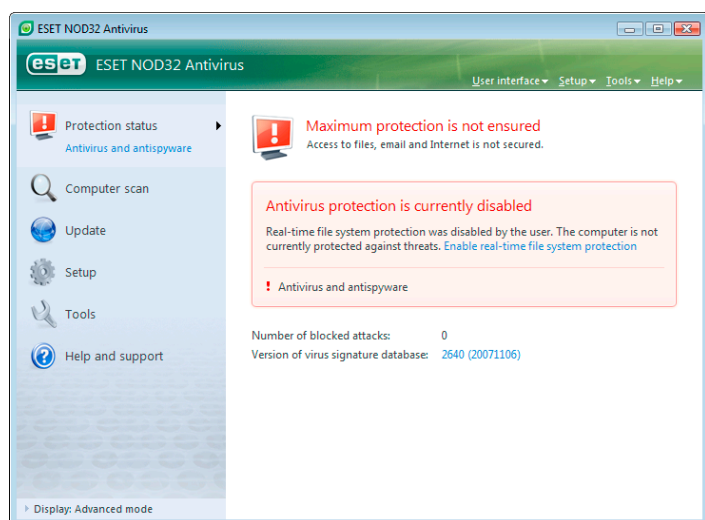 ESET NOD32 Antivirus
eset ESET NOD32 Antivirus
User interface Setup Tools Help
Protection status
Antivirus and antispyware
Computer scan
Update
Setup
Tools
Help and support
Display: Advanced mode
Maximum protection is not ensured
Access to files, email and Internet is not secured.
Antivirus protection is currently disabled
Real-time file system protection was disabled by the user. The computer is not
currently protected against threats. Enable real-time file system protection
! Antivirus and antispyware
Number of blocked attacks: 0
Version of virus signature database: 2640 (20071106)